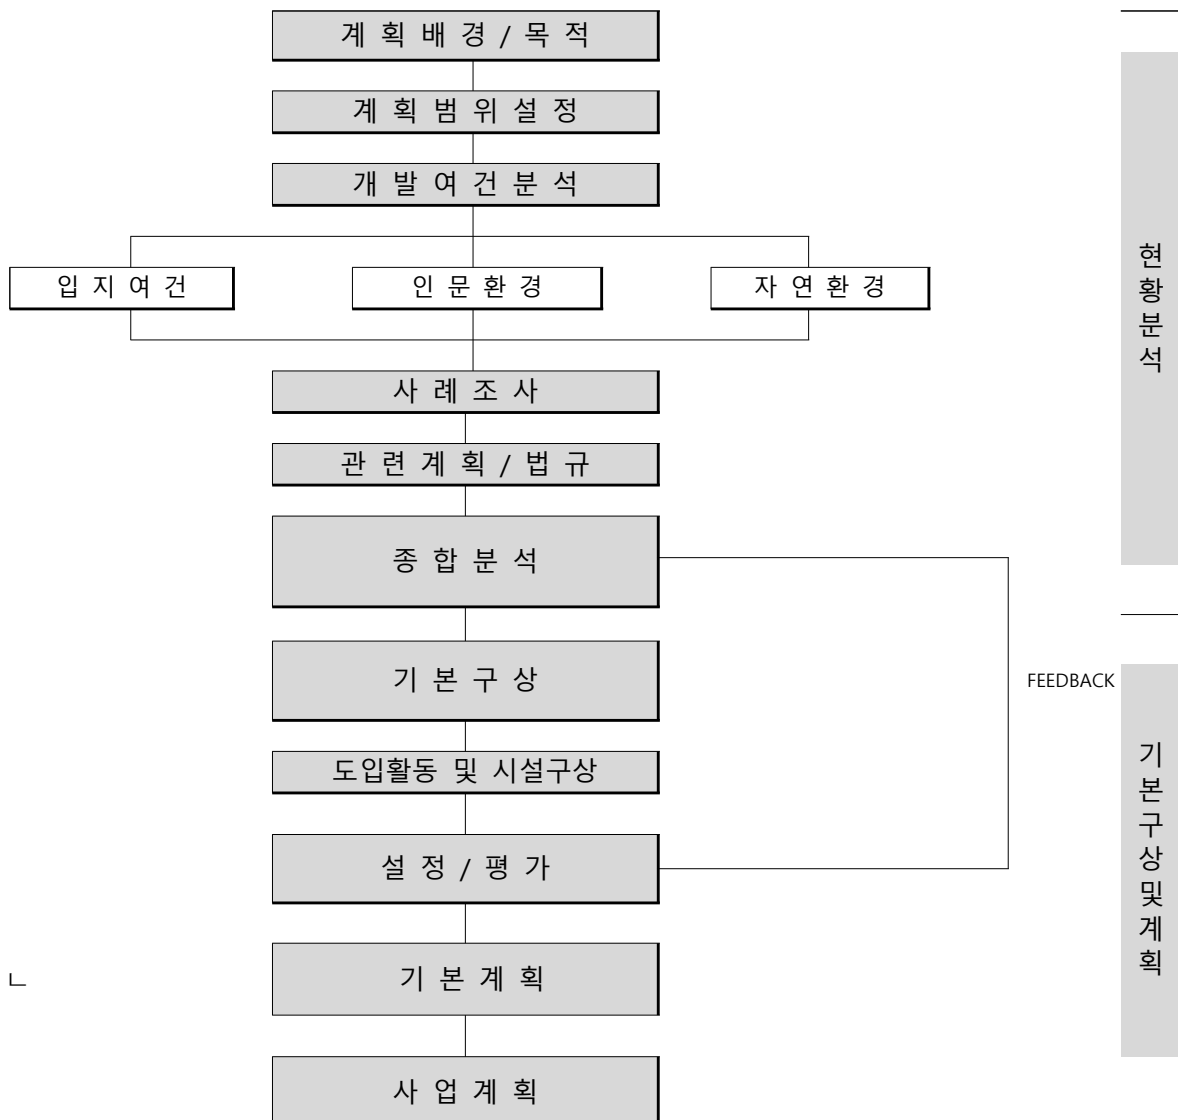 계 획 배 경 / 목 적
계 획 범 위 설 정
개 발 여 건 분 석
입 지 여 건
인 문 환 경
자 연 환 경
사 례 조 사
관 련 계 획 / 법 규
종 합 분 석
기 본 구 상
도입활동 및 시설구상
설 정 / 평 가
기 본 계 획
사 업 계 획
FEEDBACK
현황분석
기본구상및계획
ㄴ